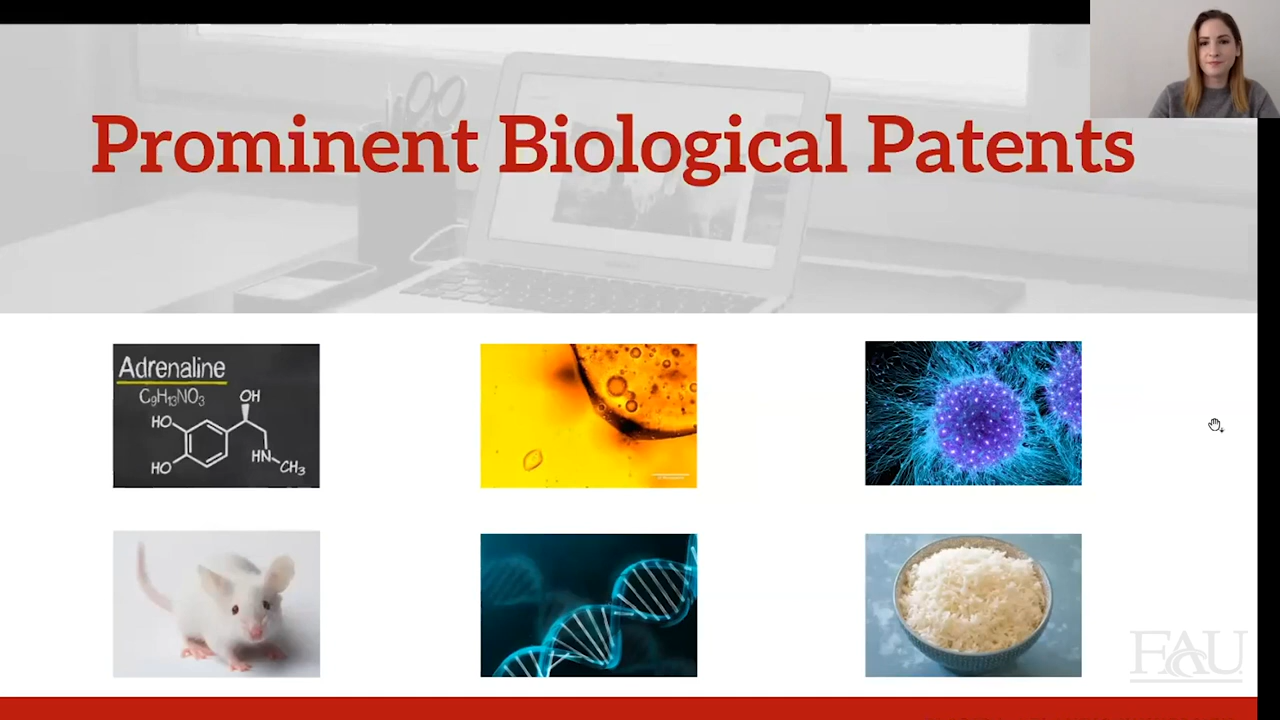 Prominent Biological Patents
Adrenaline
C₉H₁₃NO₃
OH
HO
HO
HN
CH₃
FAU